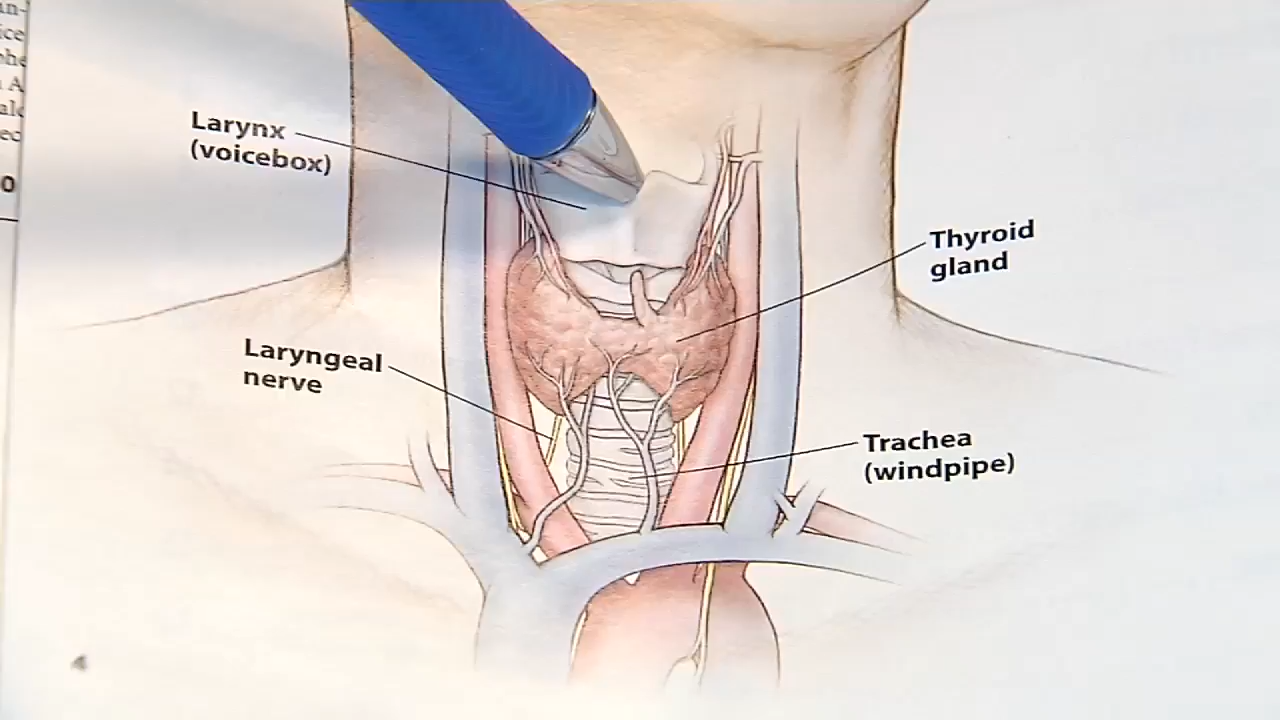 Larynx
(voicebox)
Thyroid
gland
Laryngeal
nerve
Trachea
(windpipe)